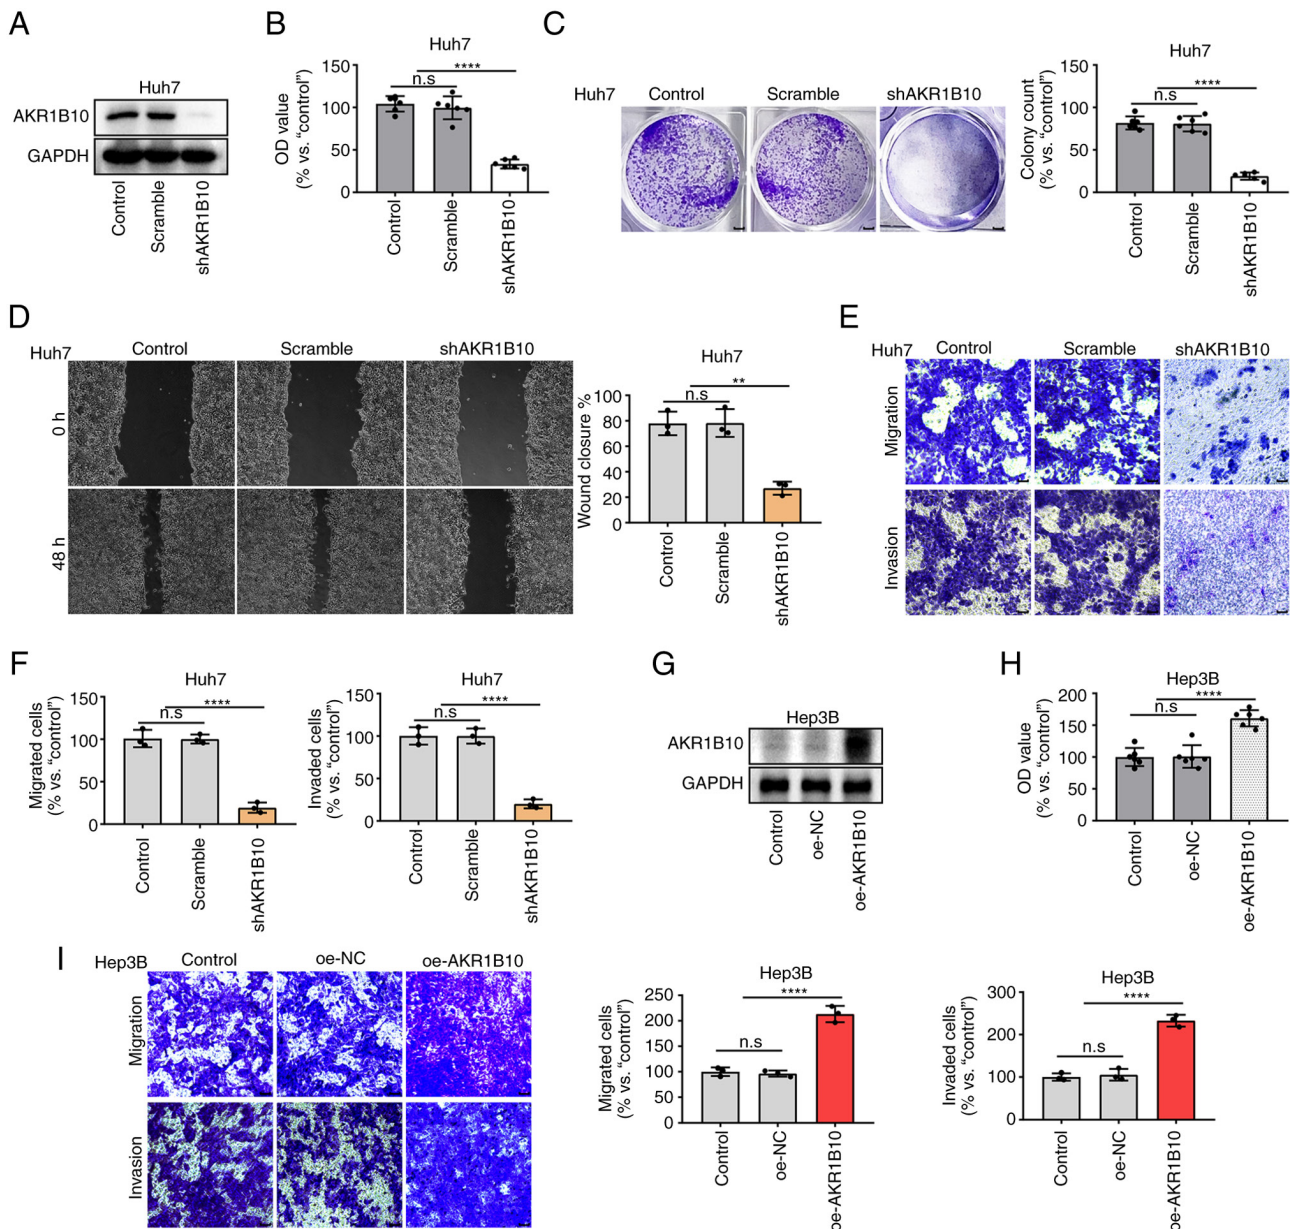 A
Huh7
AKR1B10
GAPDH
Control
Scramble
shAKR1B10
B
Huh7
OD value
(% vs. “control”)
150
100
50
0
n.s
****
Control
Scramble
shAKR1B10
C
Huh7
Control
Scramble
shAKR1B10
Huh7
Colony count
(% vs. “control”)
150
100
50
0
n.s
****
Control
Scramble
shAKR1B10
D
Huh7
Control
Scramble
shAKR1B10
0 h
48 h
Huh7
Wound closure %
100
80
60
40
20
0
n.s
**
Control
Scramble
shAKR1B10
E
Huh7
Control
Scramble
shAKR1B10
Migration
Invasion
F
Huh7
Migrated cells
(% vs. “control”)
150
100
50
0
n.s
****
Control
Scramble
shAKR1B10
Huh7
Invaded cells
(% vs. “control”)
150
100
50
0
n.s
****
Control
Scramble
shAKR1B10
G
Hep3B
AKR1B10
GAPDH
Control
oe-NC
oe-AKR1B10
H
Hep3B
OD value
(% vs. “control”)
200
150
100
50
0
n.s
****
Control
oe-NC
oe-AKR1B10
I
Hep3B
Control
oe-NC
oe-AKR1B10
Migration
Invasion
Hep3B
Migrated cells
(% vs. “control”)
250
200
150
100
50
0
n.s
****
Control
oe-NC
oe-AKR1B10
Hep3B
Invaded cells
(% vs. “control”)
300
200
100
0
n.s
****
Control
oe-NC
oe-AKR1B10